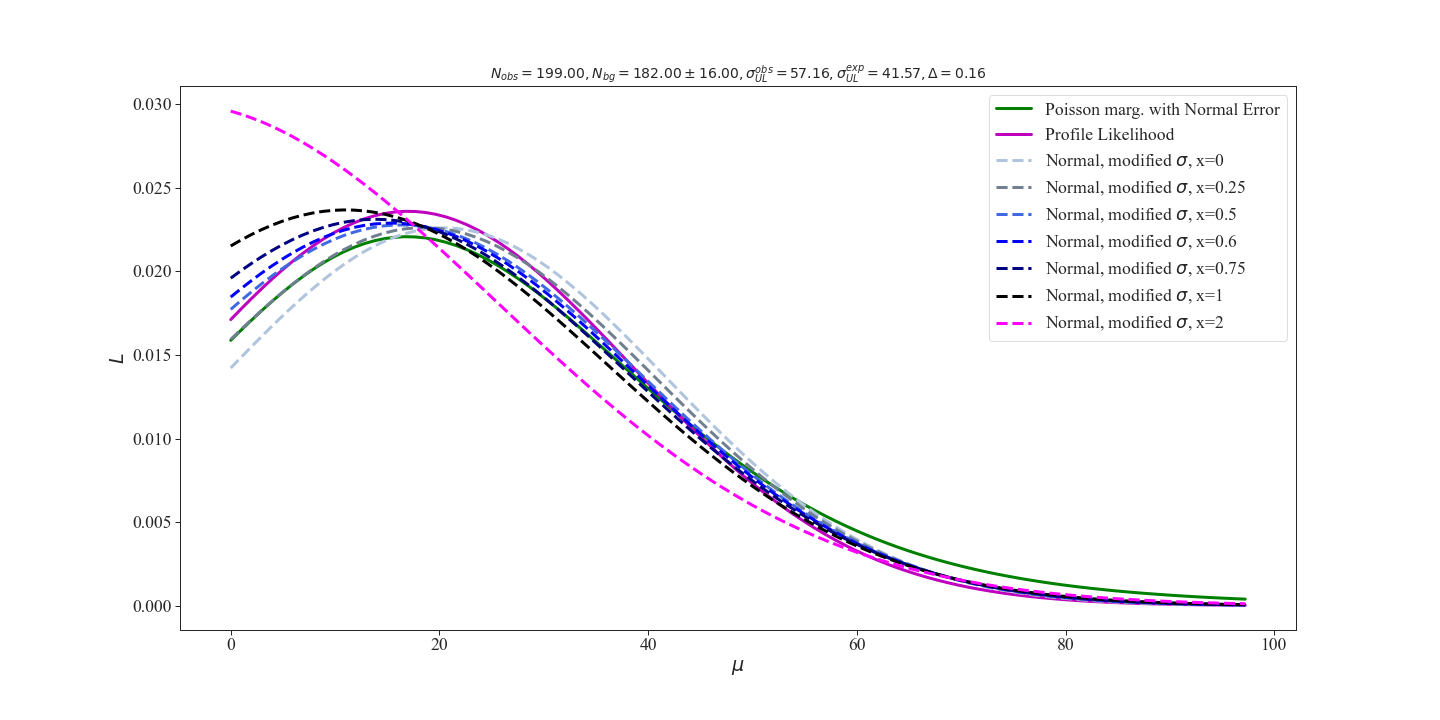 N_obs = 199.00, N_bg = 182.00 ± 16.00, σ_UL^obs = 57.16, σ_UL^exp = 41.57, Δ = 0.16
0.030
0.025
0.020
0.015
0.010
0.005
0.000
L
0
20
40
60
80
100
μ
Poisson marg. with Normal Error
Profile Likelihood
Normal, modified σ, x=0
Normal, modified σ, x=0.25
Normal, modified σ, x=0.5
Normal, modified σ, x=0.6
Normal, modified σ, x=0.75
Normal, modified σ, x=1
Normal, modified σ, x=2